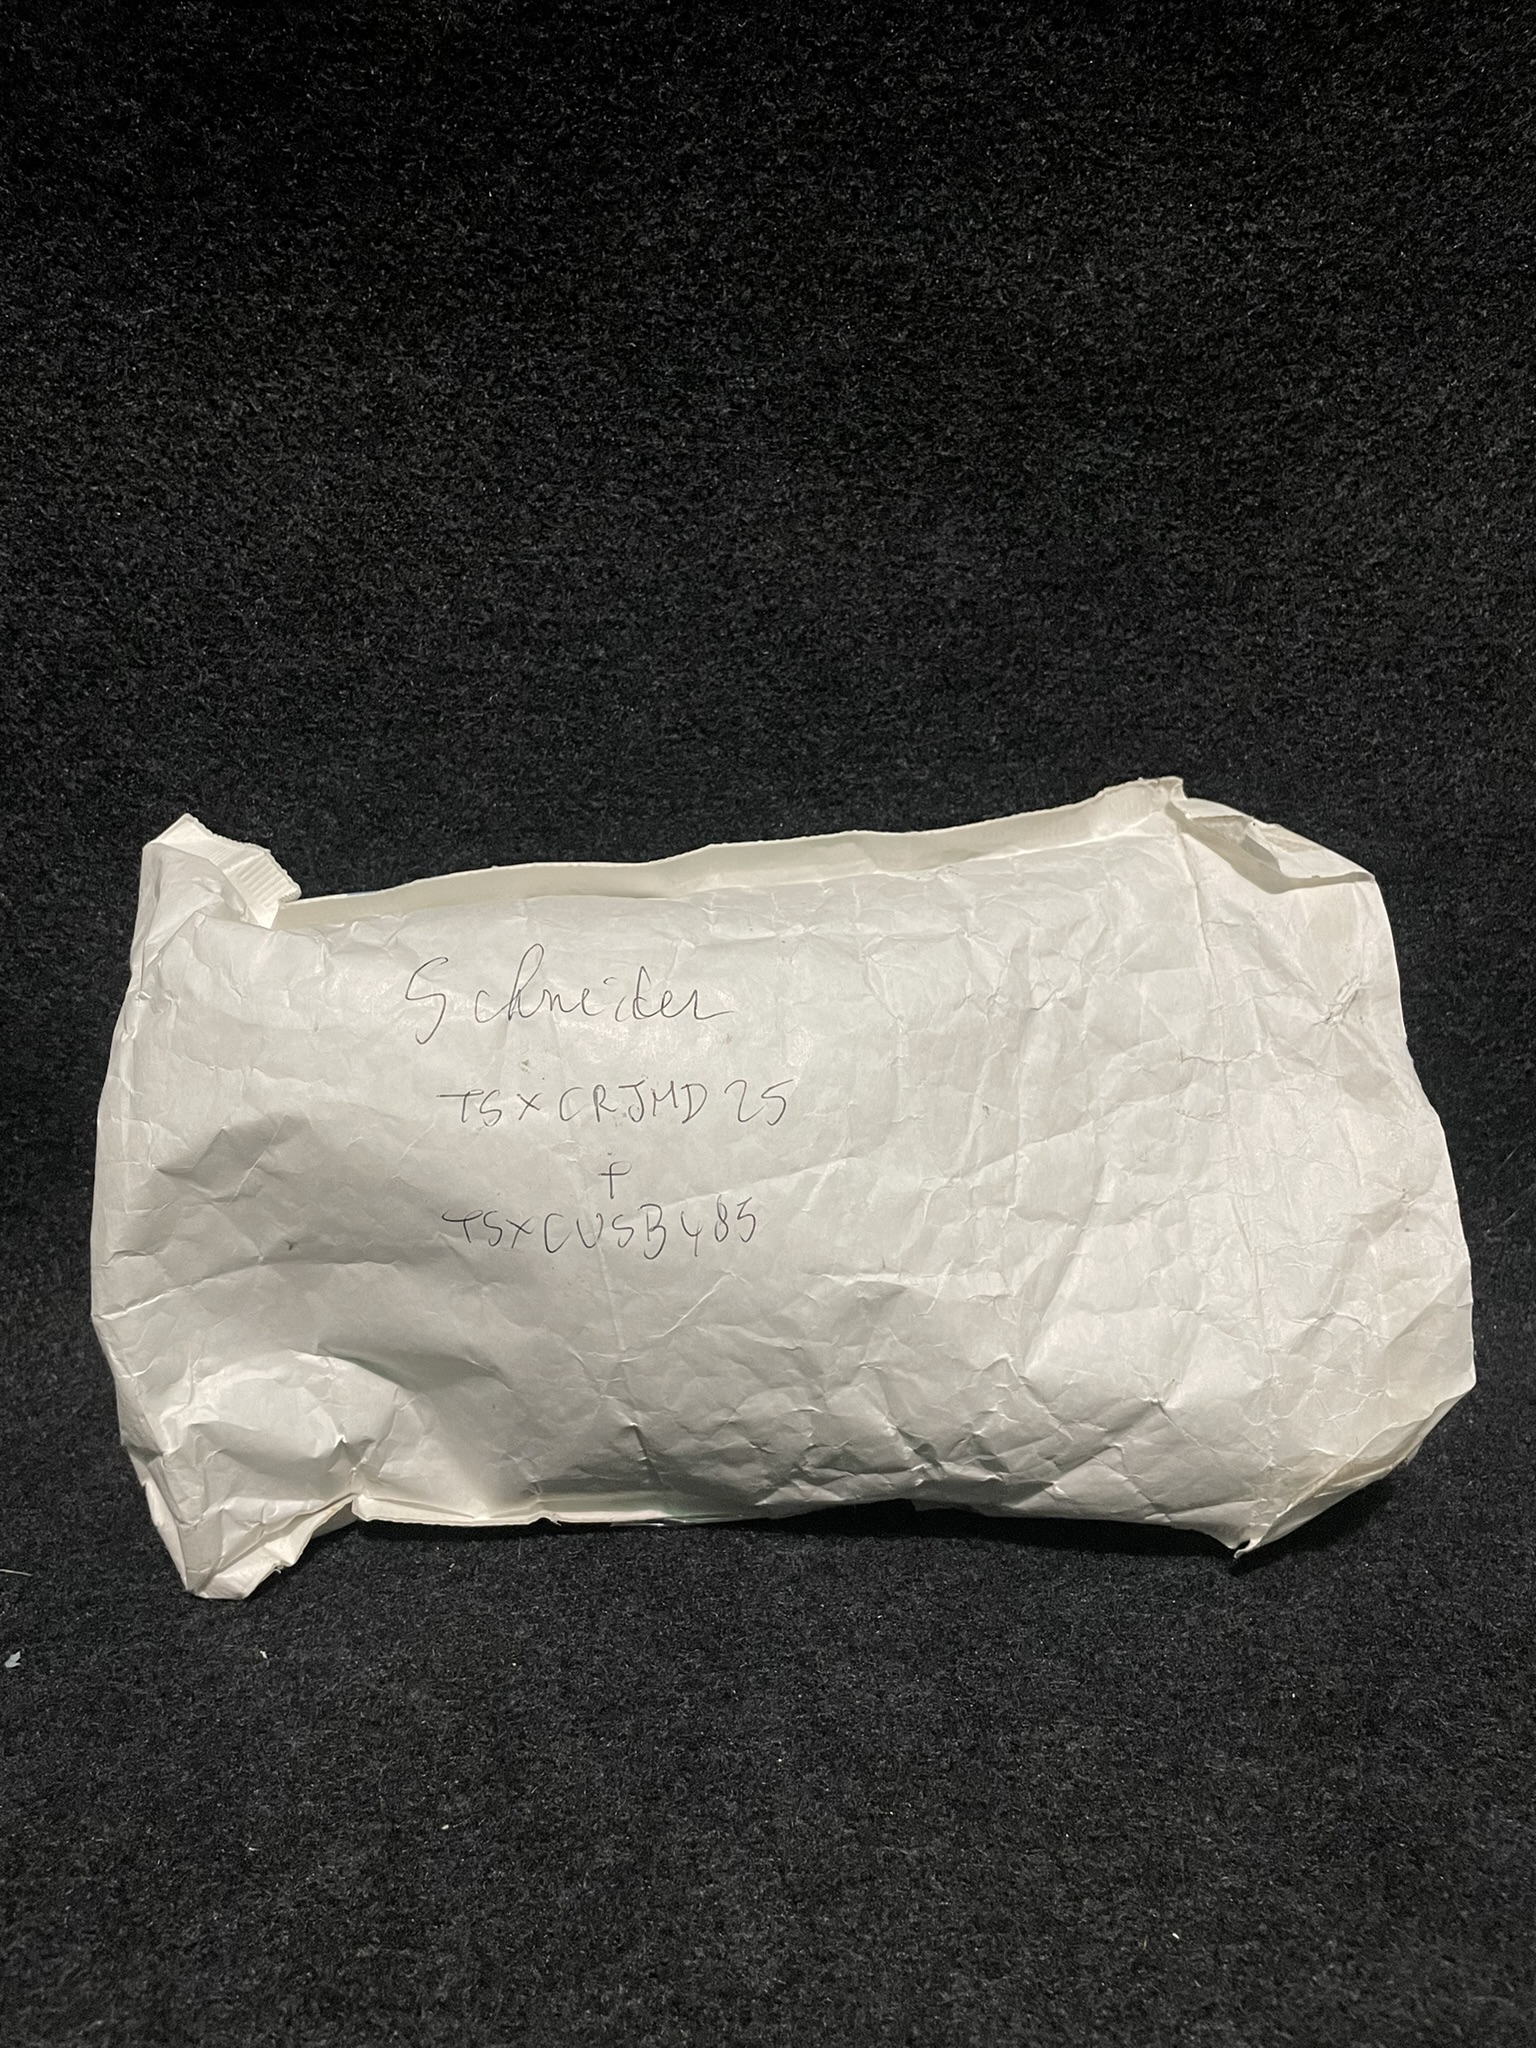 Schneider
TSXCRJMD25
+
TSXCUSB485